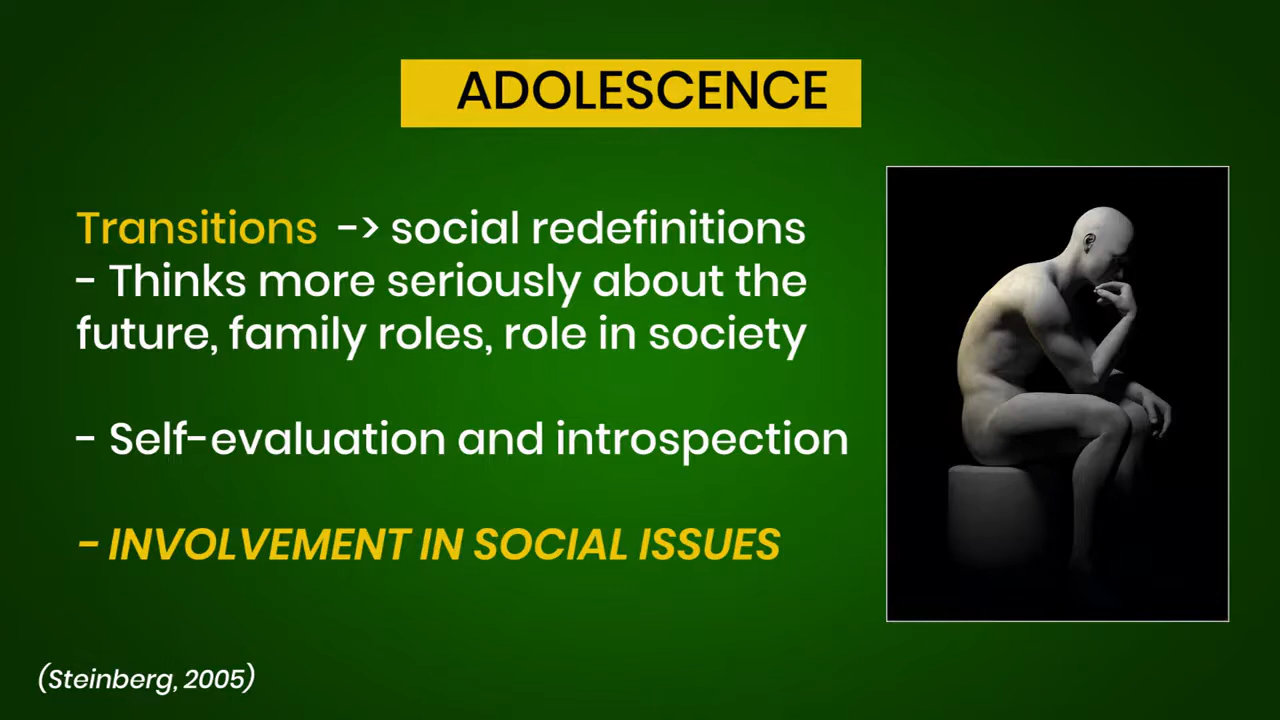 ADOLESCENCE
Transitions -> social redefinitions
- Thinks more seriously about the
future, family roles, role in society
- Self-evaluation and introspection
- INVOLVEMENT IN SOCIAL ISSUES
(Steinberg, 2005)